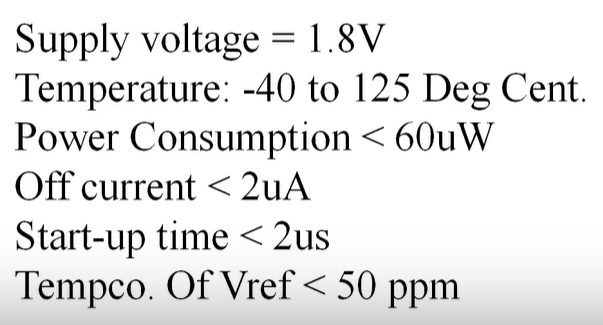 Supply voltage = 1.8V
Temperature: -40 to 125 Deg Cent.
Power Consumption < 60uW
Off current < 2uA
Start-up time < 2us
Tempco. Of Vref < 50 ppm